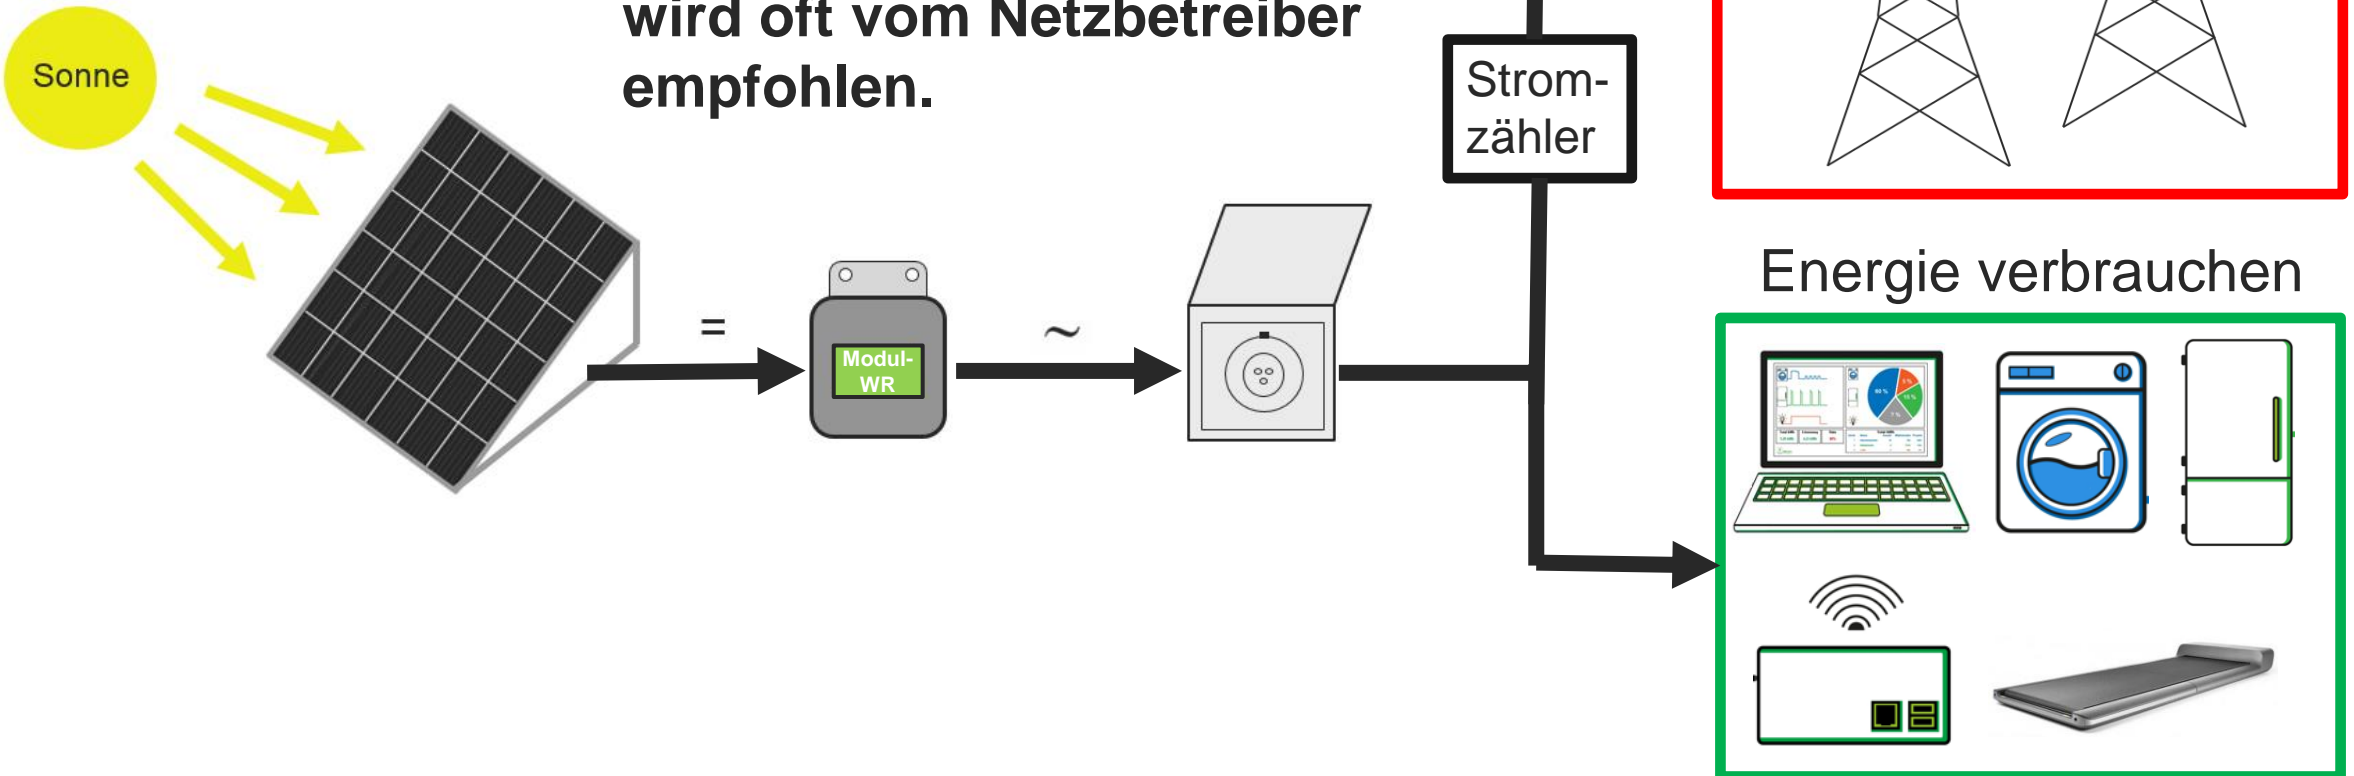 wird oft vom Netzbetreiber
empfohlen.
Sonne
Strom-
zähler
Energie verbrauchen
=
~
Modul-
WR